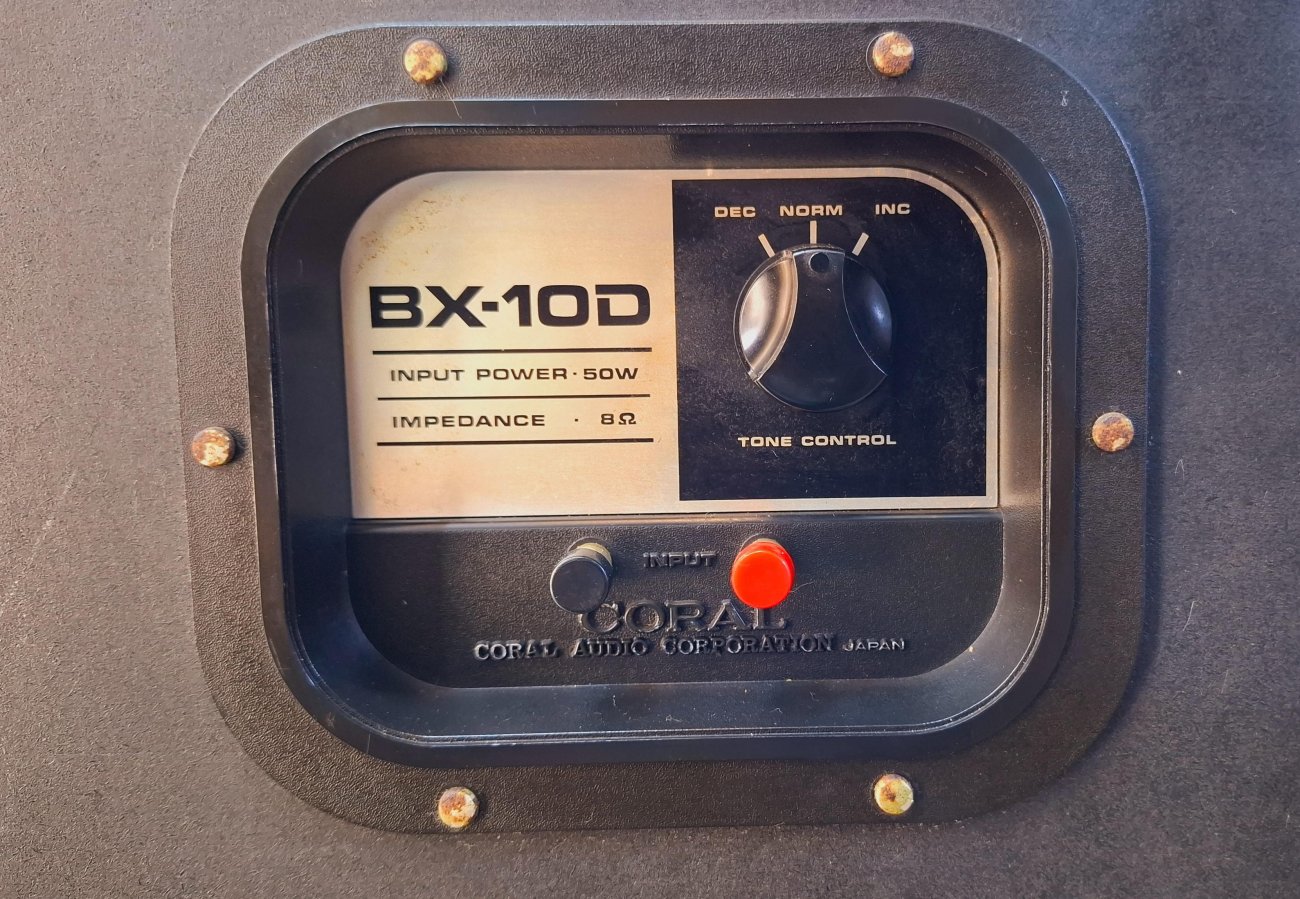 DEC NORM INC
BX-10D
INPUT POWER · 50W
IMPEDANCE · 8Ω
TONE CONTROL
INPUT
CORAL
CORAL AUDIO CORPORATION JAPAN